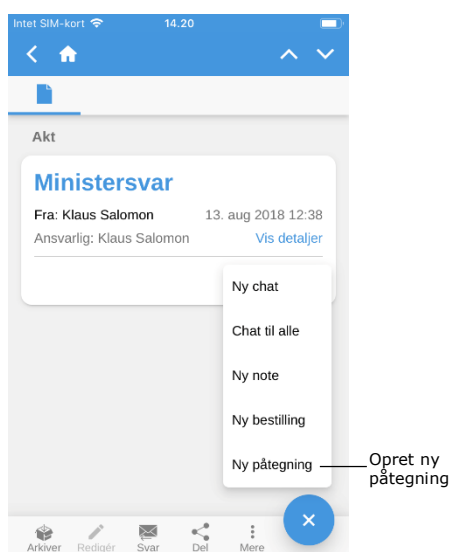 Intet SIM-kort 14.20
Akt
Ministersvar
Fra: Klaus Salomon 13. aug 2018 12:38
Ansvarlig: Klaus Salomon Vis detaljer
Ny chat
Chat til alle
Ny note
Ny bestilling
Ny påtegning
Opret ny
påtegning
Arkiver Redigér Svar Del Mere